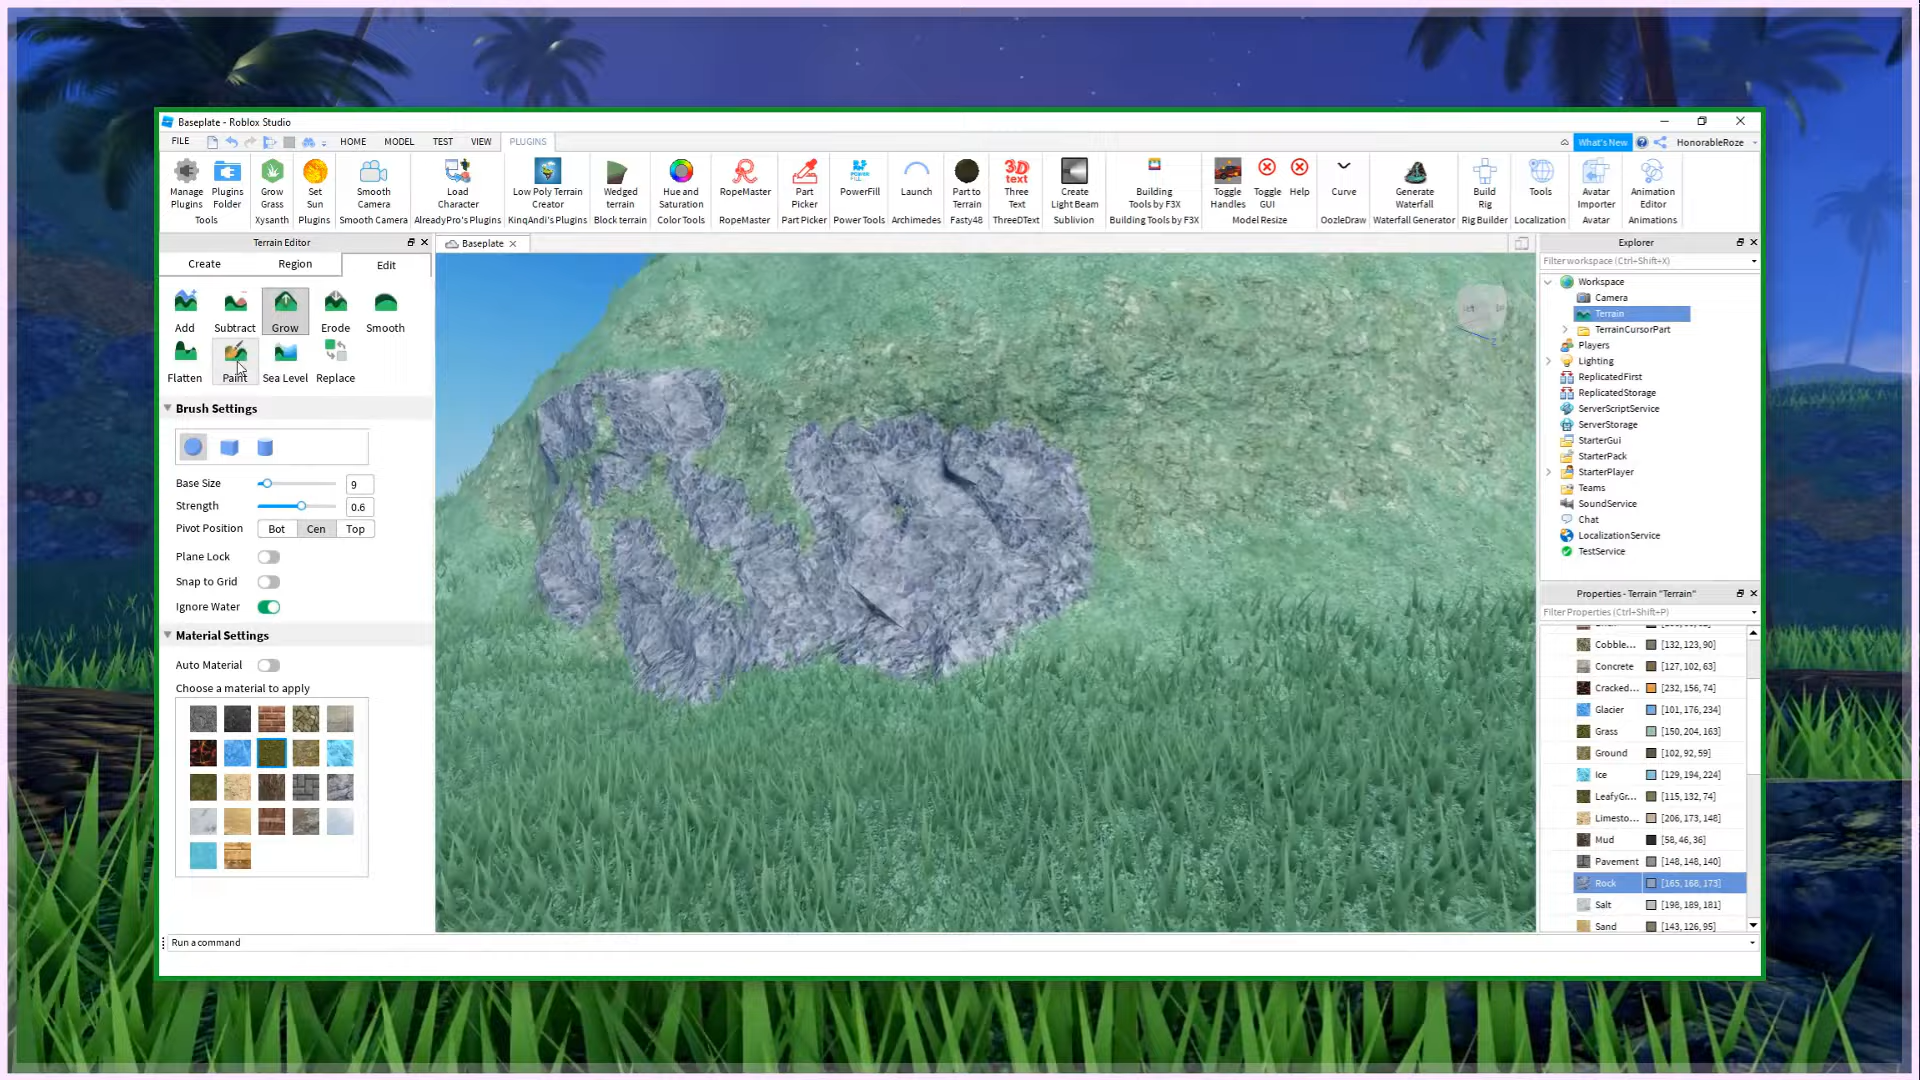 Baseplate - Roblox Studio
FILE HOME MODEL TEST VIEW PLUGINS What's New HonorableRoze
Manage Plugins Grow Set Smooth Load Low Poly Terrain Wedged Hue and RopeMaster Part PowerFill Launch Part to Three Create Building Toggle Toggle Help Curve Generate Build Tools Avatar Animation
Plugins Folder Grass Sun Camera Character Creator terrain Saturation Picker Terrain Text Light Beam Tools by F3X Handles GUI Waterfall Rig Importer Editor
Tools Xysanth Plugins Smooth Camera AlreadyPro's Plugins KinqAndi's Plugins Block terrain Color Tools RopeMaster Part Picker Power Tools Archimedes Fasty48 ThreeDText Sublivion Building Tools by F3X Model Resize OozleDraw Waterfall Generator Rig Builder Localization Avatar Animations
Terrain Editor
Create Region Edit
Add Subtract Grow Erode Smooth
Flatten Paint Sea Level Replace
Brush Settings
Base Size 9
Strength 0.6
Pivot Position Bot Cen Top
Plane Lock
Snap to Grid
Ignore Water
Material Settings
Auto Material
Choose a material to apply
Baseplate
Explorer
Filter workspace (Ctrl+Shift+X)
Workspace
Camera
Terrain
TerrainCursorPart
Players
Lighting
ReplicatedFirst
ReplicatedStorage
ServerScriptService
ServerStorage
StarterGui
StarterPack
StarterPlayer
Teams
SoundService
Chat
LocalizationService
TestService
Properties - Terrain "Terrain"
Filter Properties (Ctrl+Shift+P)
Cobble... [132, 123, 90]
Concrete [127, 102, 63]
Cracked... [232, 156, 74]
Glacier [101, 176, 234]
Grass [150, 204, 163]
Ground [102, 92, 59]
Ice [129, 194, 224]
LeafyGr... [115, 132, 74]
Limesto... [206, 173, 148]
Mud [58, 46, 36]
Pavement [148, 148, 140]
Rock [165, 168, 173]
Salt [198, 189, 181]
Sand [143, 126, 95]
Run a command